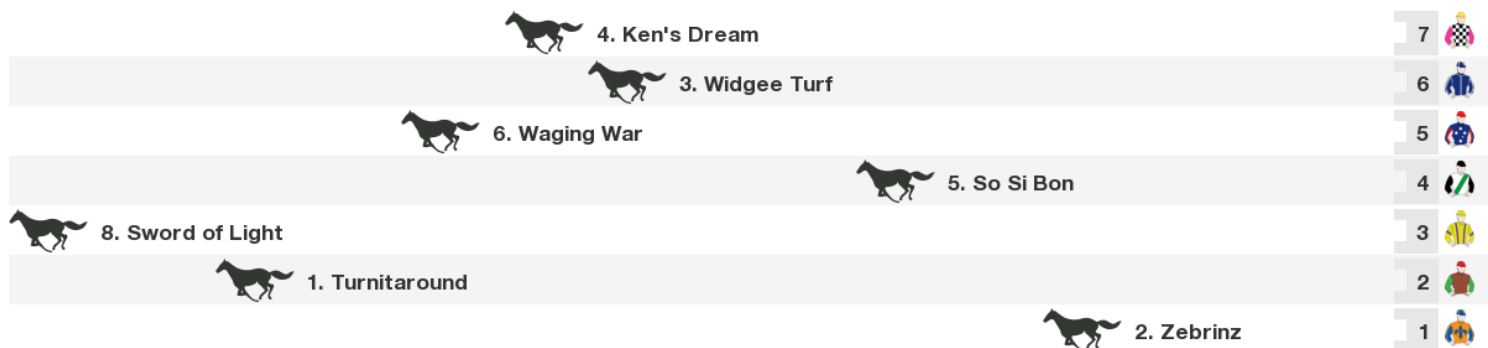 4. Ken's Dream 7
3. Widgee Turf 6
6. Waging War 5
5. So Si Bon 4
8. Sword of Light 3
1. Turnitaround 2
2. Zebrinz 1